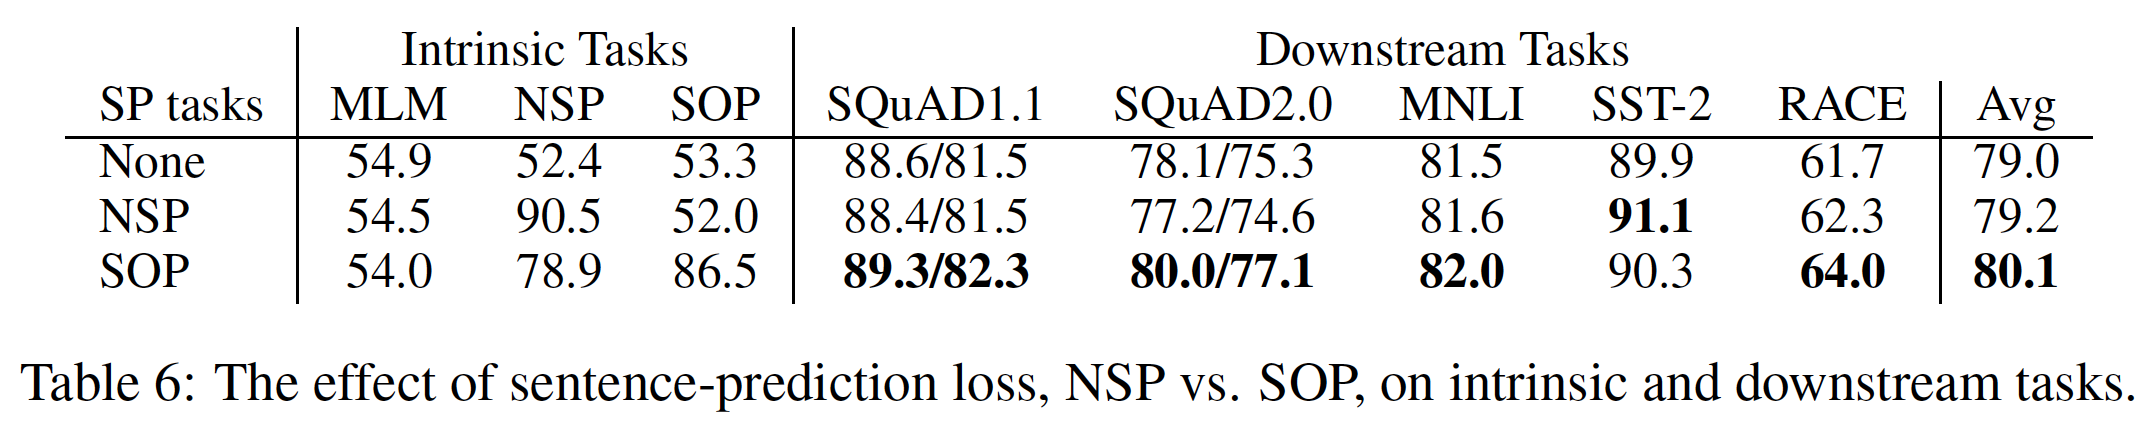 Intrinsic Tasks Downstream Tasks
SP tasks MLM NSP SOP SQuAD1.1 SQuAD2.0 MNLI SST-2 RACE Avg
None 54.9 52.4 53.3 88.6/81.5 78.1/75.3 81.5 89.9 61.7 79.0
NSP 54.5 90.5 52.0 88.4/81.5 77.2/74.6 81.6 91.1 62.3 79.2
SOP 54.0 78.9 86.5 89.3/82.3 80.0/77.1 82.0 90.3 64.0 80.1
Table 6: The effect of sentence-prediction loss, NSP vs. SOP, on intrinsic and downstream tasks.